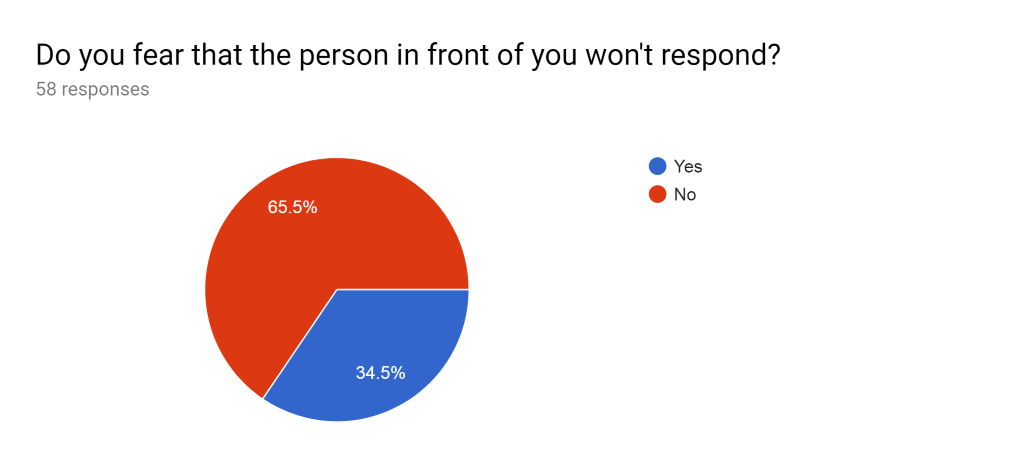 Do you fear that the person in front of you won't respond?
58 responses
Yes
No
65.5%
34.5%